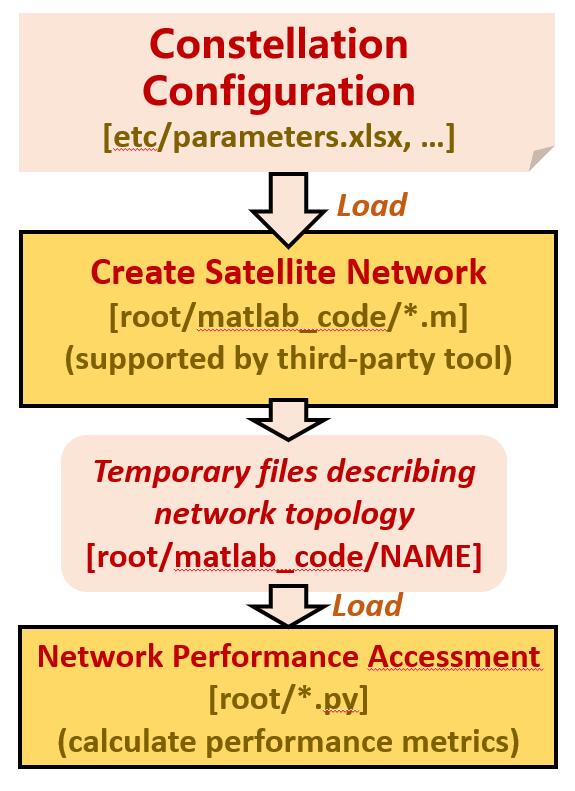 Constellation
Configuration
[etc/parameters.xlsx, ...]
Load
Create Satellite Network
[root/matlab_code/*.m]
(supported by third-party tool)
Temporary files describing
network topology
[root/matlab_code/NAME]
Load
Network Performance Accessment
[root/*.py]
(calculate performance metrics)